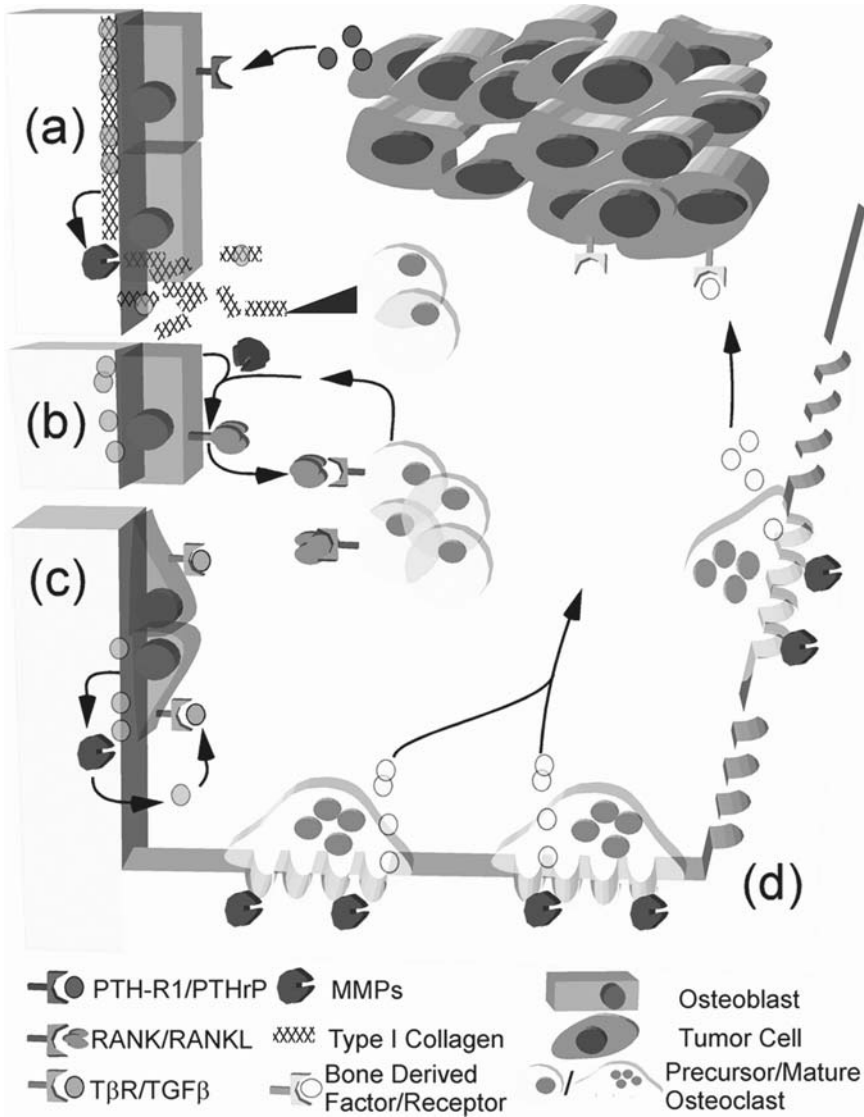 (a)
(b)
(c)
(d)
PTH-R1/PTHrP
MMPs
Osteoblast
RANK/RANKL
Type I Collagen
Tumor Cell
TβR/TGFβ
Bone Derived
Factor/Receptor
Precursor/Mature
Osteoclast